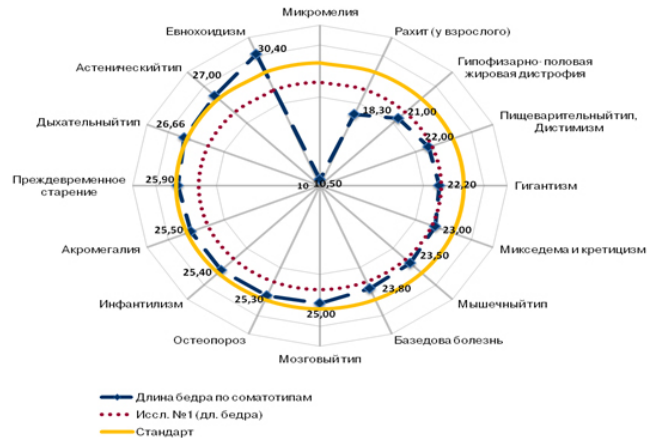 Микромелия
Евнохоидизм
Рахит (у взрослого)
30,40
Астеническийтип
27,00
Гипофизарно- половая
жировая дистрофия
18,30
21,00
Дыхательныйтип
26,66
Пищеварительныйтип,
Дистимизм
22,00
Преждевременное
старение
25,90
10
10,50
22,20
Гигантизм
Акромегалия
25,50
23,00
Микседема и кретицизм
Инфантилизм
25,40
23,50
Мышечныйтип
Остеопороз
25,30
25,00
23,80
Базедова болезнь
Мозговыйтип
Длина бедра по соматотипам
Иссл. №1 (дл. бедра)
Стандарт